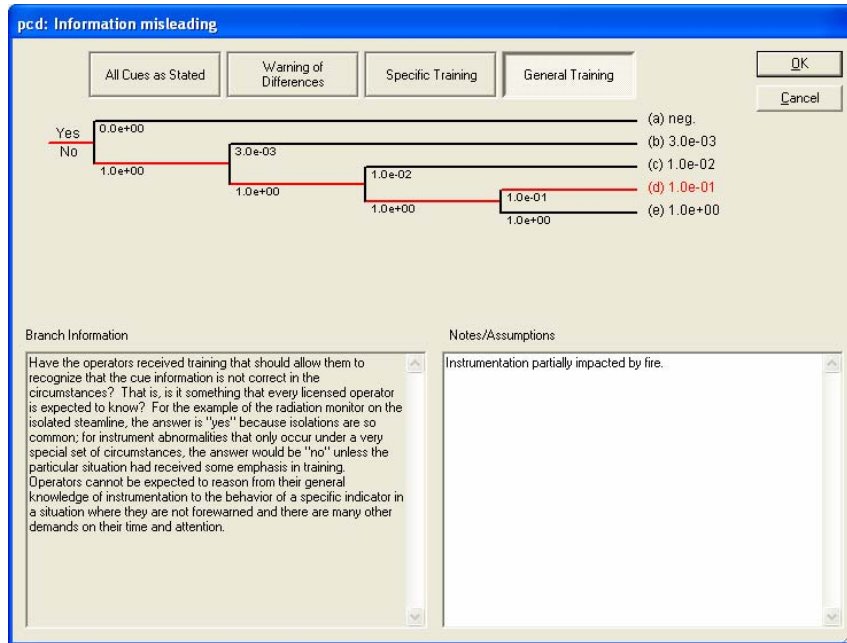 pcd: Information misleading
All Cues as Stated
Warning of
Differences
Specific Training
General Training
OK
Cancel
Yes
No
0.0e+00
1.0e+00
3.0e-03
1.0e+00
1.0e-02
1.0e+00
1.0e-01
1.0e+00
(a) neg.
(b) 3.0e-03
(c) 1.0e-02
(d) 1.0e-01
(e) 1.0e+00
Branch Information
Have the operators received training that should allow them to
recognize that the cue information is not correct in the
circumstances? That is, is it something that every licensed operator
is expected to know? For the example of the radiation monitor on the
isolated steamline, the answer is "yes" because isolations are so
common; for instrument abnormalities that only occur under a very
special set of circumstances, the answer would be "no" unless the
particular situation had received some emphasis in training.
Operators cannot be expected to reason from their general
knowledge of instrumentation to the behavior of a specific indicator in
a situation where they are not forewarned and there are many other
demands on their time and attention.
Notes/Assumptions
Instrumentation partially impacted by fire.